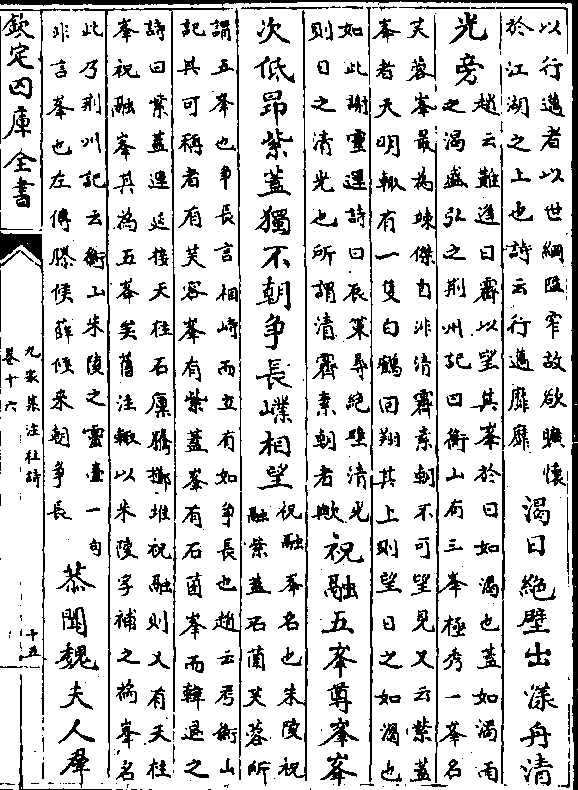 以行邁者以世網隘窄故欲曠懷
於江湖之上也詩云行邁靡靡
渴日絶壁出漾舟清
光旁
趙云難逢日霽以望其峯於日如渴也蓋如渴雨
之渴盛弘之荆州記曰衡山有三峯極秀一峯名
芙蓉峯最為竦傑自非清霽素朝不可望見又云紫蓋
峯者天明輙有一隻白鶴回翔其上則望日之如渴也
如此謝靈運詩曰晨策尋絶壁清光
則日之清光也所謂清霽素朝者歟
祝融五峯尊峯峯
次低昻紫蓋獨不朝爭長嶫相望
祝融峯名也朱陵祝
融紫蓋石菌芙蓉所
謂五峯也爭長言相峙而立有如爭長也趙云考衡山
記其可稱者有芙容峯有紫蓋峯有石菌峯而韓退之
詩曰紫蓋連延接天柱石廩騰擲堆祝融則又有天柱
峯祝融峯其為五峯矣舊注輙以朱陵字補之為峯名
此乃荆州記云衡山朱陵之靈臺一句
非言峯也左傳滕侯薛侯來朝爭長
恭聞魏夫人羣
欽定四庫全書
九家集注杜詩
卷十六
十五